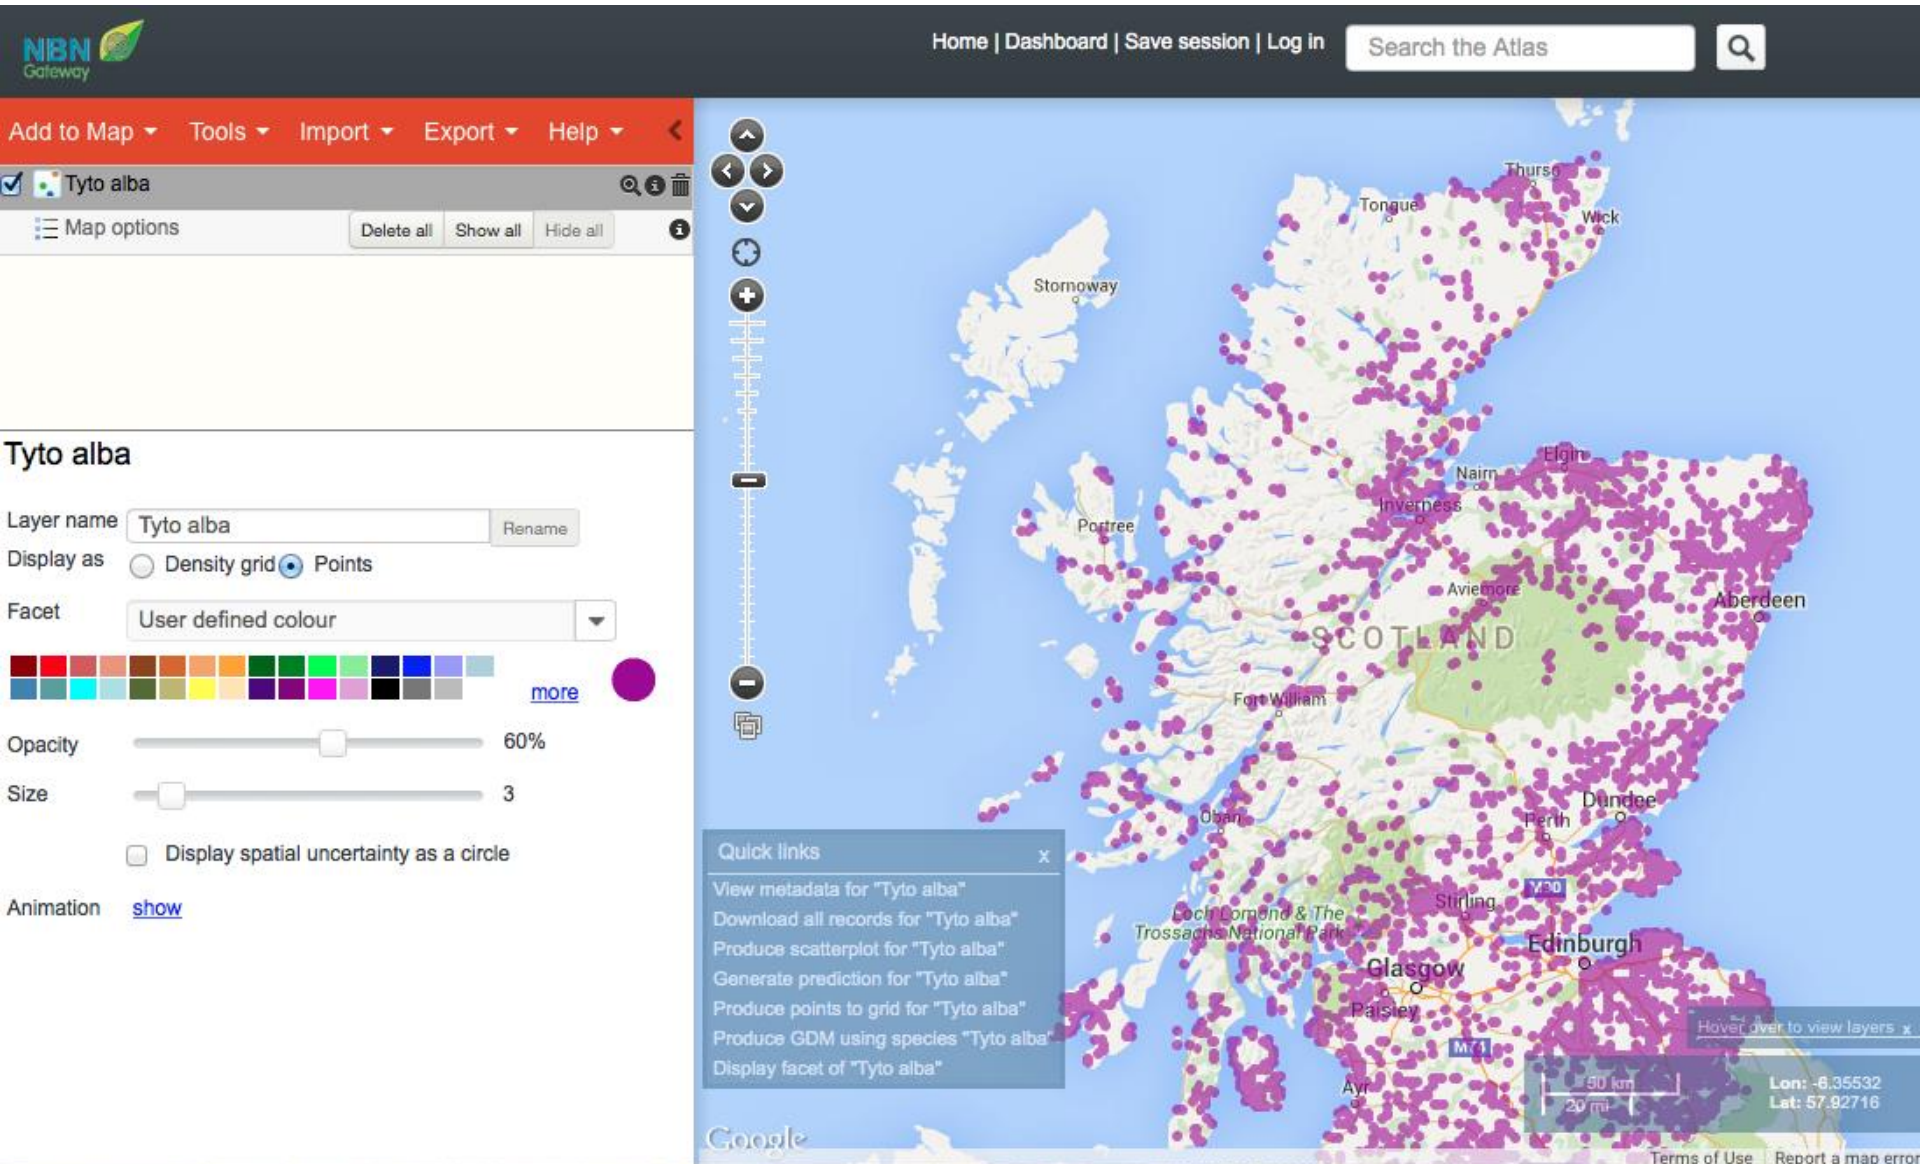 NBN
Gateway
Home | Dashboard | Save session | Log in
Search the Atlas
Add to Map Tools Import Export Help
Tyto alba
Map options Delete all Show all Hide all
Tyto alba
Layer name Tyto alba Rename
Display as Density grid Points
Facet User defined colour
more
Opacity 60%
Size 3
Display spatial uncertainty as a circle
Animation show
Thurso
Tongue
Wick
Stornoway
Elgin
Nairn
Inverness
Portree
Aviemore
Aberdeen
SCOTLAND
Fort William
Dundee
Oban
Perth
M90
Stirling
Loch Lomond & The
Trossachs National Park
Edinburgh
Glasgow
Paisley
Ayr
Quick links x
View metadata for "Tyto alba"
Download all records for "Tyto alba"
Produce scatterplot for "Tyto alba"
Generate prediction for "Tyto alba"
Produce points to grid for "Tyto alba"
Produce GDM using species "Tyto alba"
Display facet of "Tyto alba"
Hover over to view layers x
50 km
20 mi
Lon: -6.35532
Lat: 57.92716
Google
Terms of Use Report a map error